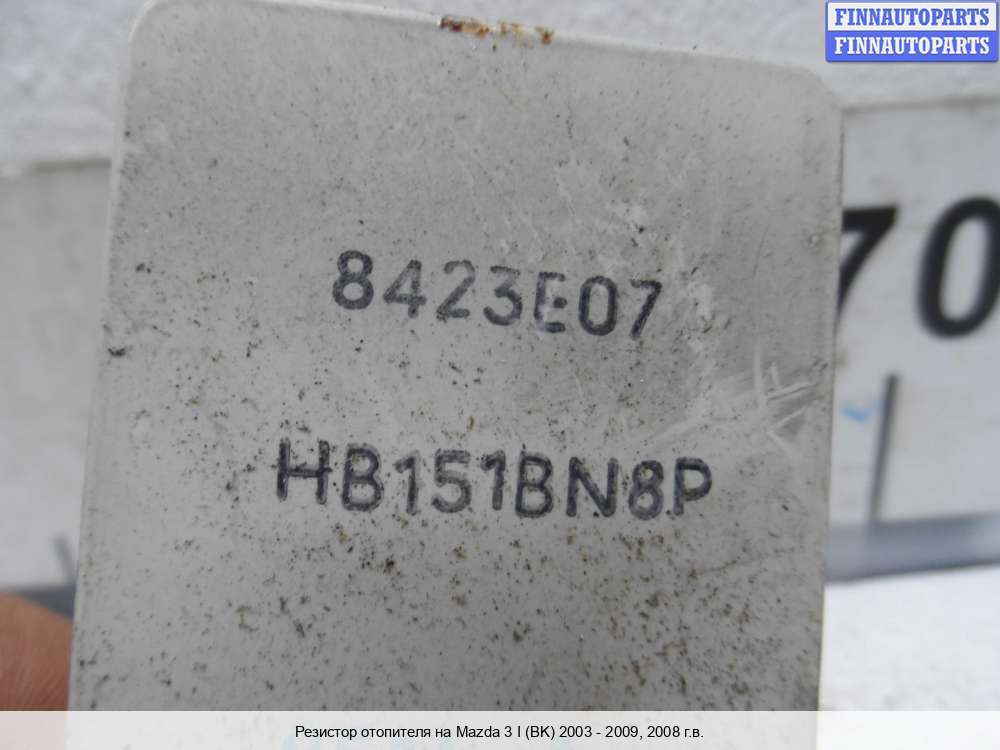 FINNAUTOPARTS
FINNAUTOPARTS
70
8423E07
HB151BN8P
Резистор отопителя на Mazda 3 I (BK) 2003 - 2009, 2008 г.в.